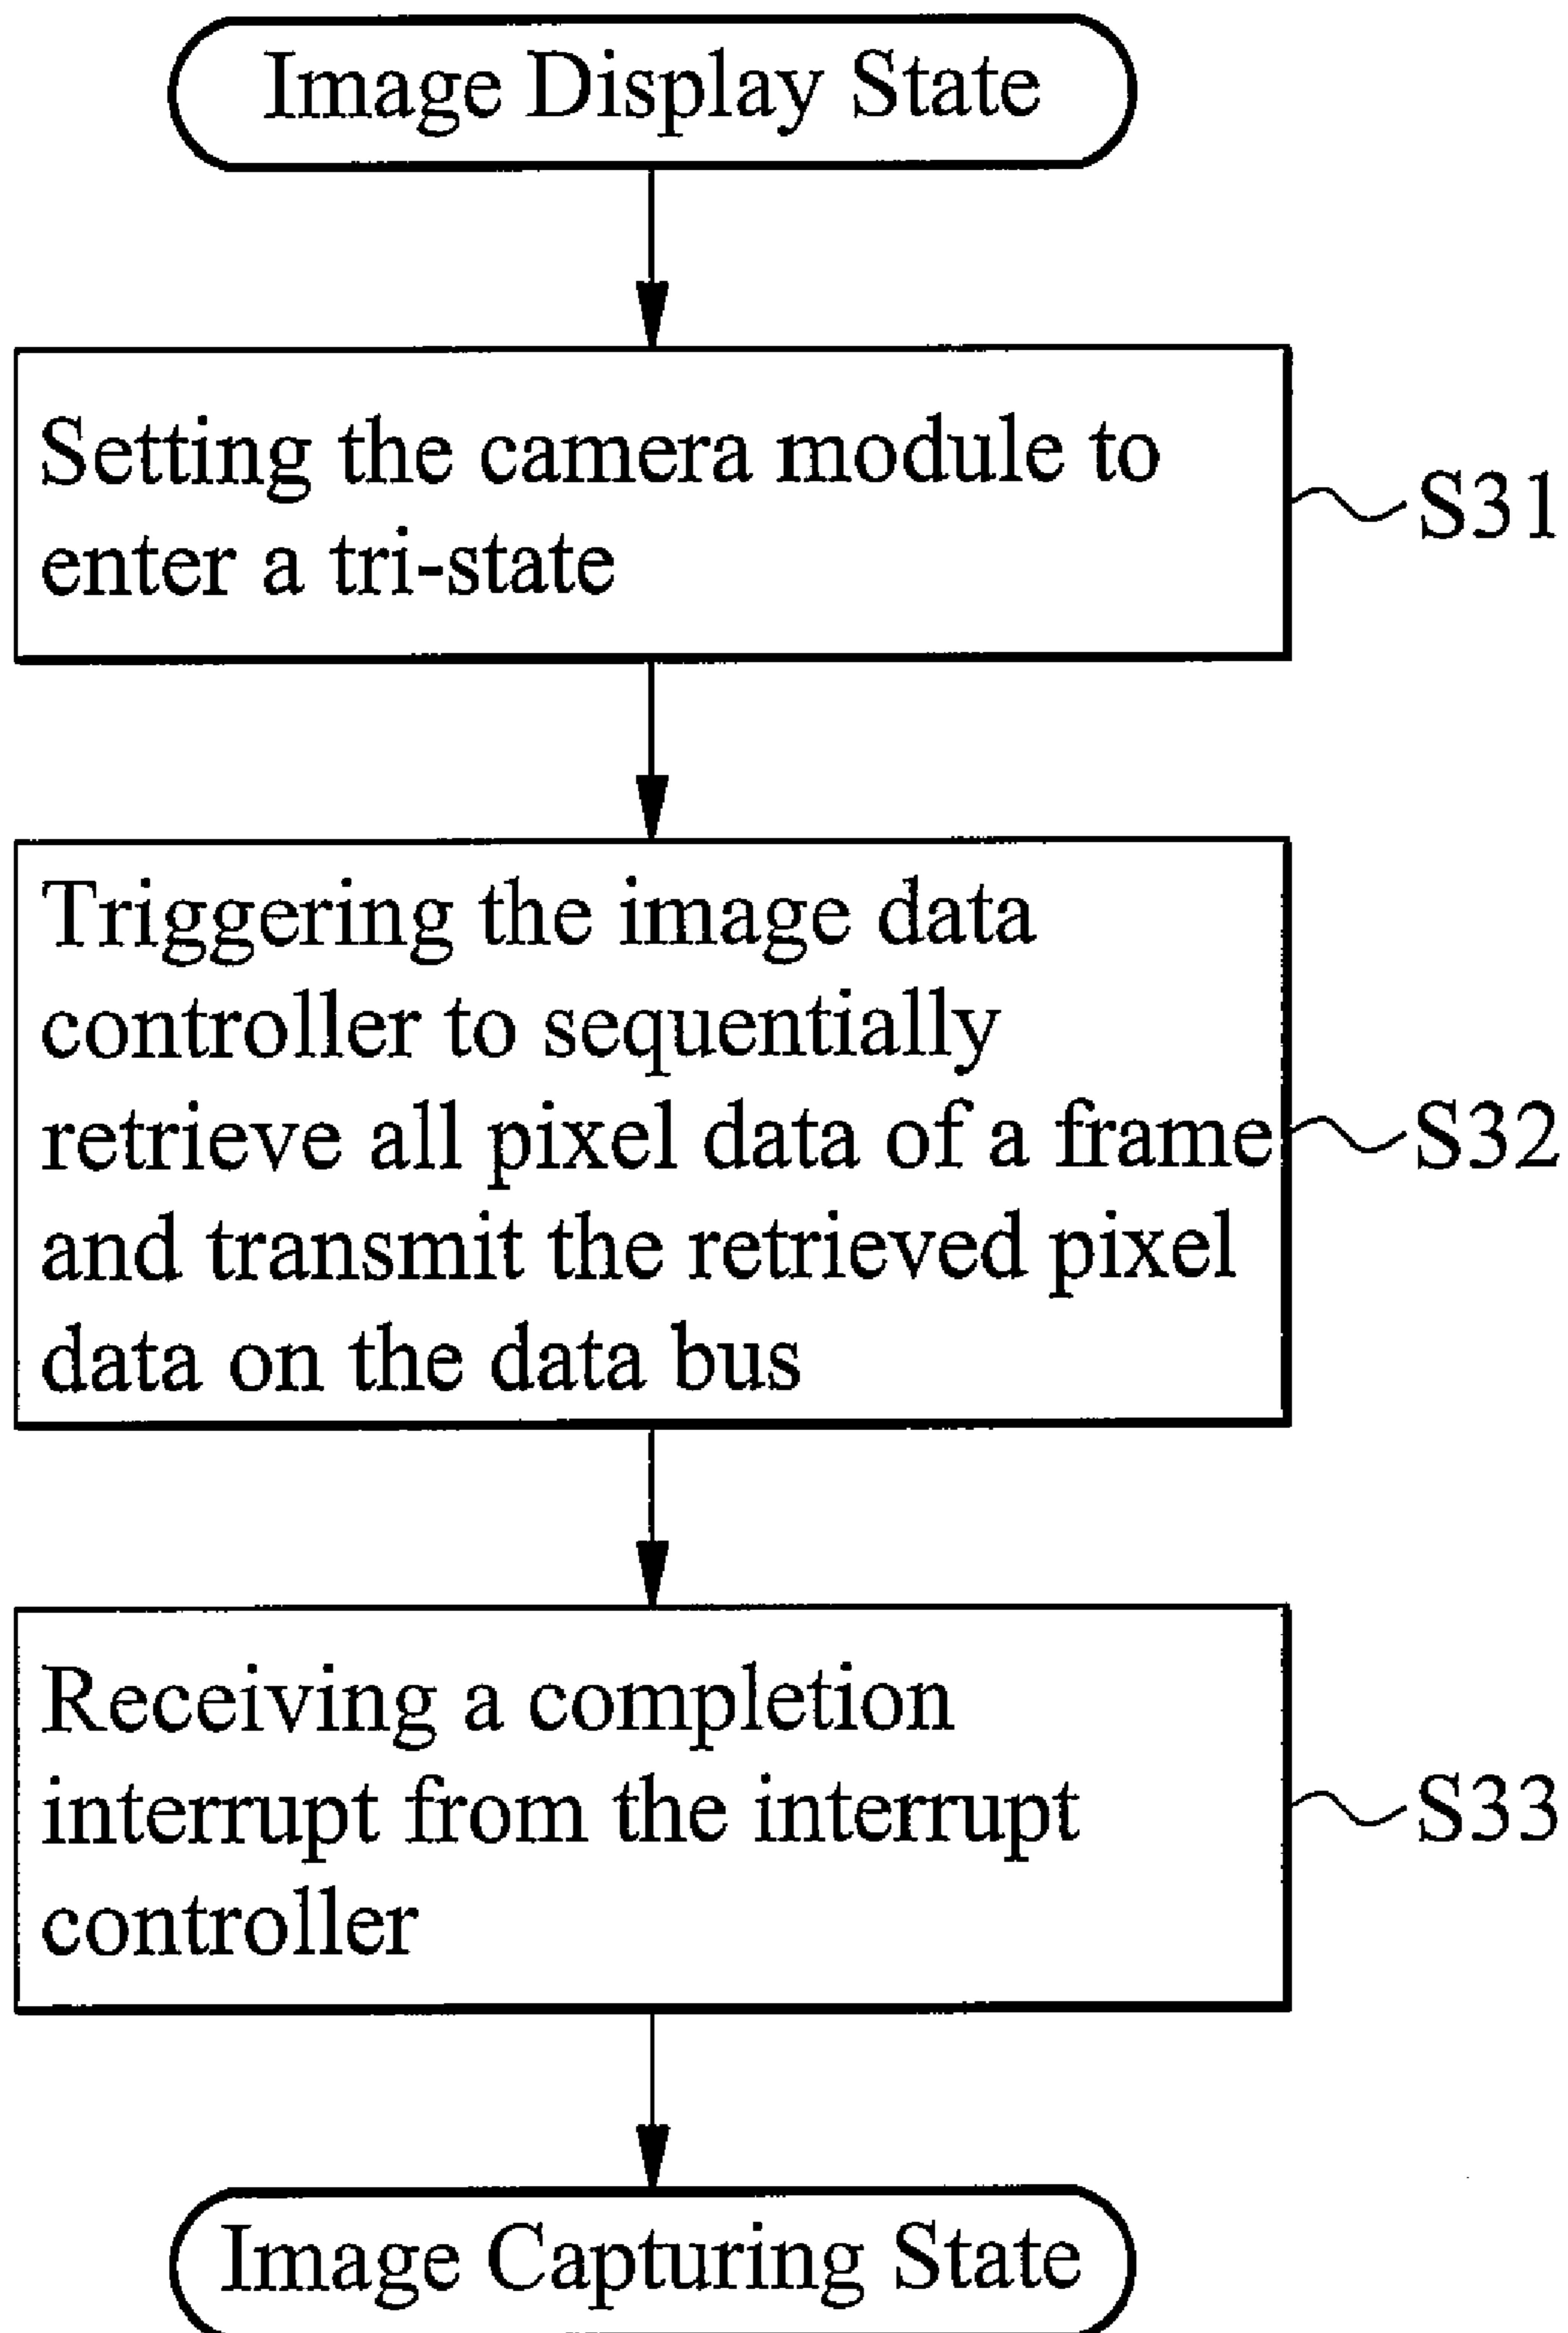 Image Display State
Setting the camera module to
enter a tri-state
S31
Triggering the image data
controller to sequentially
retrieve all pixel data of a frame
and transmit the retrieved pixel
data on the data bus
S32
Receiving a completion
interrupt from the interrupt
controller
S33
Image Capturing State